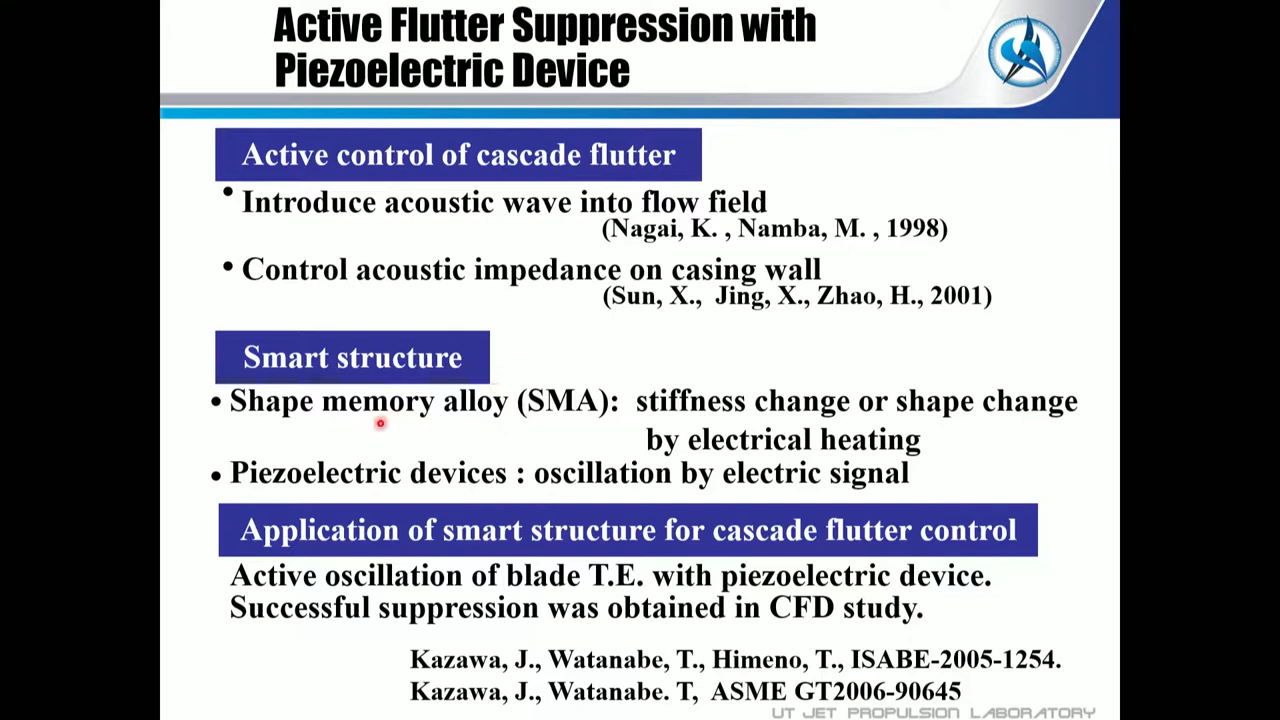 Active Flutter Suppression with
Piezoelectric Device
Active control of cascade flutter
• Introduce acoustic wave into flow field
(Nagai, K. , Namba, M. , 1998)
• Control acoustic impedance on casing wall
(Sun, X., Jing, X., Zhao, H., 2001)
Smart structure
• Shape memory alloy (SMA): stiffness change or shape change
by electrical heating
• Piezoelectric devices : oscillation by electric signal
Application of smart structure for cascade flutter control
Active oscillation of blade T.E. with piezoelectric device.
Successful suppression was obtained in CFD study.
Kazawa, J., Watanabe, T., Himeno, T., ISABE-2005-1254.
Kazawa, J., Watanabe. T, ASME GT2006-90645
UT JET PROPULSION LABORATORY